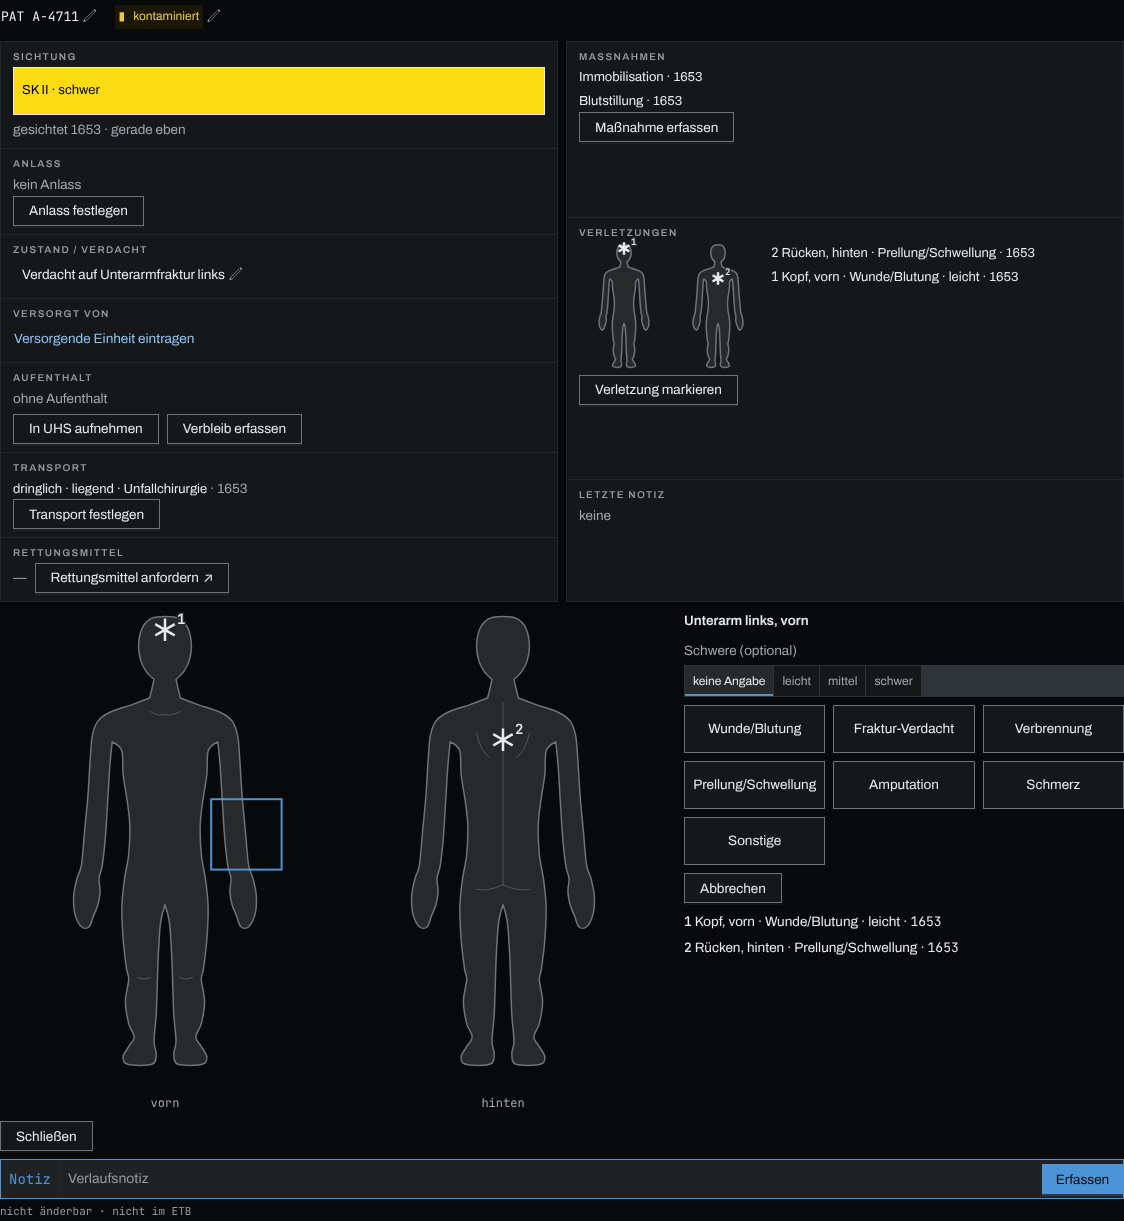 PAT A-4711
kontaminiert
SICHTUNG
SK II · schwer
gesichtet 1653 · gerade eben
ANLASS
kein Anlass
Anlass festlegen
ZUSTAND / VERDACHT
Verdacht auf Unterarmfraktur links
VERSORGT VON
Versorgende Einheit eintragen
AUFENTHALT
ohne Aufenthalt
In UHS aufnehmen
Verbleib erfassen
TRANSPORT
dringlich · liegend · Unfallchirurgie · 1653
Transport festlegen
RETTUNGSMITTEL
— Rettungsmittel anfordern ↗
MASSNAHMEN
Immobilisation · 1653
Blutstillung · 1653
Maßnahme erfassen
VERLETZUNGEN
1
2
2 Rücken, hinten · Prellung/Schwellung · 1653
1 Kopf, vorn · Wunde/Blutung · leicht · 1653
Verletzung markieren
LETZTE NOTIZ
keine
1
2
vorn
hinten
Unterarm links, vorn
Schwere (optional)
keine Angabe leicht mittel schwer
Wunde/Blutung Fraktur-Verdacht Verbrennung
Prellung/Schwellung Amputation Schmerz
Sonstige
Abbrechen
1 Kopf, vorn · Wunde/Blutung · leicht · 1653
2 Rücken, hinten · Prellung/Schwellung · 1653
Schließen
Notiz Verlaufsnotiz Erfassen
nicht änderbar · nicht im ETB